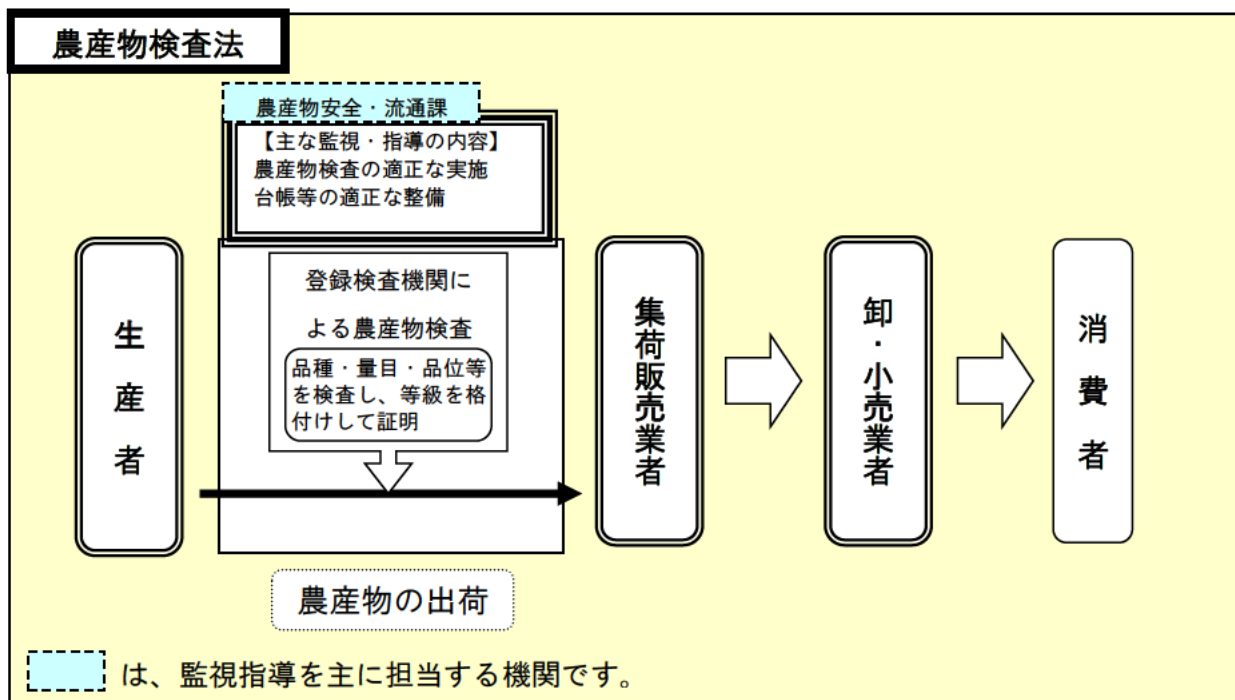 農産物検査法
農産物安全・流通課
【主な監視・指導の内容】
農産物検査の適正な実施
台帳等の適正な整備
生産者
登録検査機関に
よる農産物検査
品種・量目・品位等
を検査し、等級を格
付けして証明
集荷販売業者
卸・小売業者
消費者
農産物の出荷
は、監視指導を主に担当する機関です。